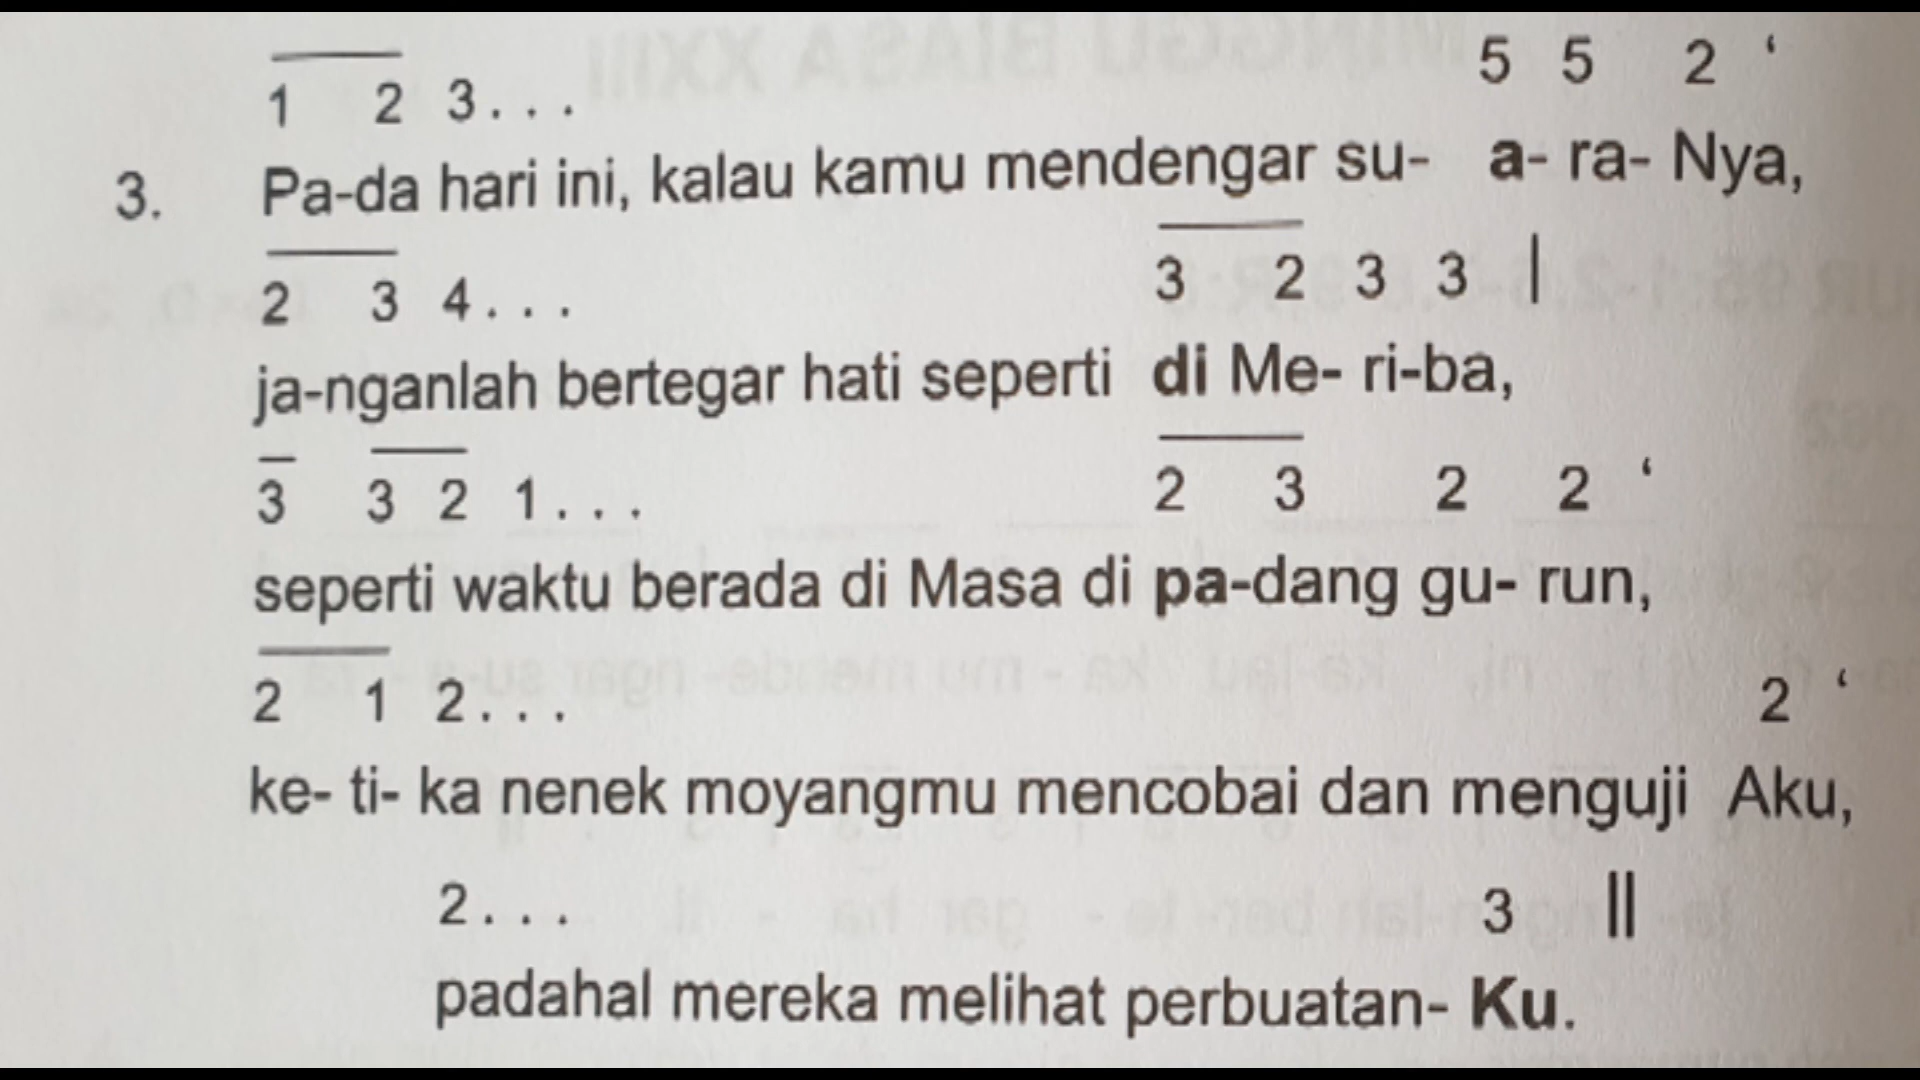 1 2 3 . . . 5 5 2 ‘
3. Pa-da hari ini, kalau kamu mendengar su- a- ra- Nya,
2 3 4 . . . 3 2 3 3 |
ja-nganlah bertegar hati seperti di Me- ri-ba,
3 3 2 1 . . . 2 3 2 2 ‘
seperti waktu berada di Masa di pa-dang gu- run,
2 1 2 . . . 2 ‘
ke- ti- ka nenek moyangmu mencobai dan menguji Aku,
2 . . . 3 ||
padahal mereka melihat perbuatan- Ku.